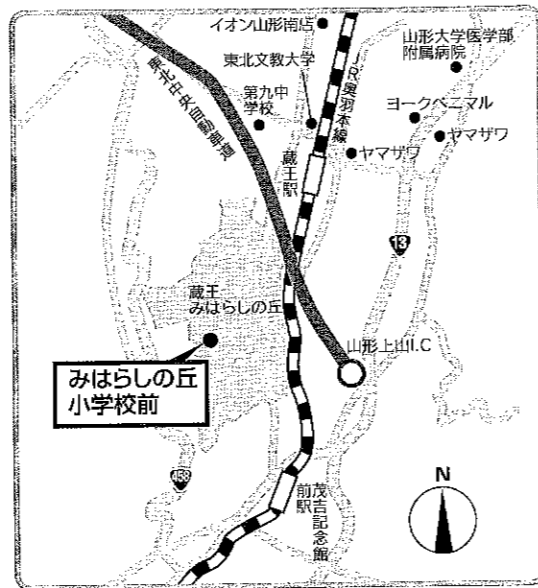 イオン山形南店
山形大学医学部
附属病院
東北文教大学
JR奥羽本線
東北中央自動車道
第九中
学校
ヨークベニマル
ヤマザワ
ヤマザワ
蔵王駅
13
蔵王
みはらしの丘
山形上山I.C
みはらしの丘
小学校前
458
茂吉記念館
前駅
N